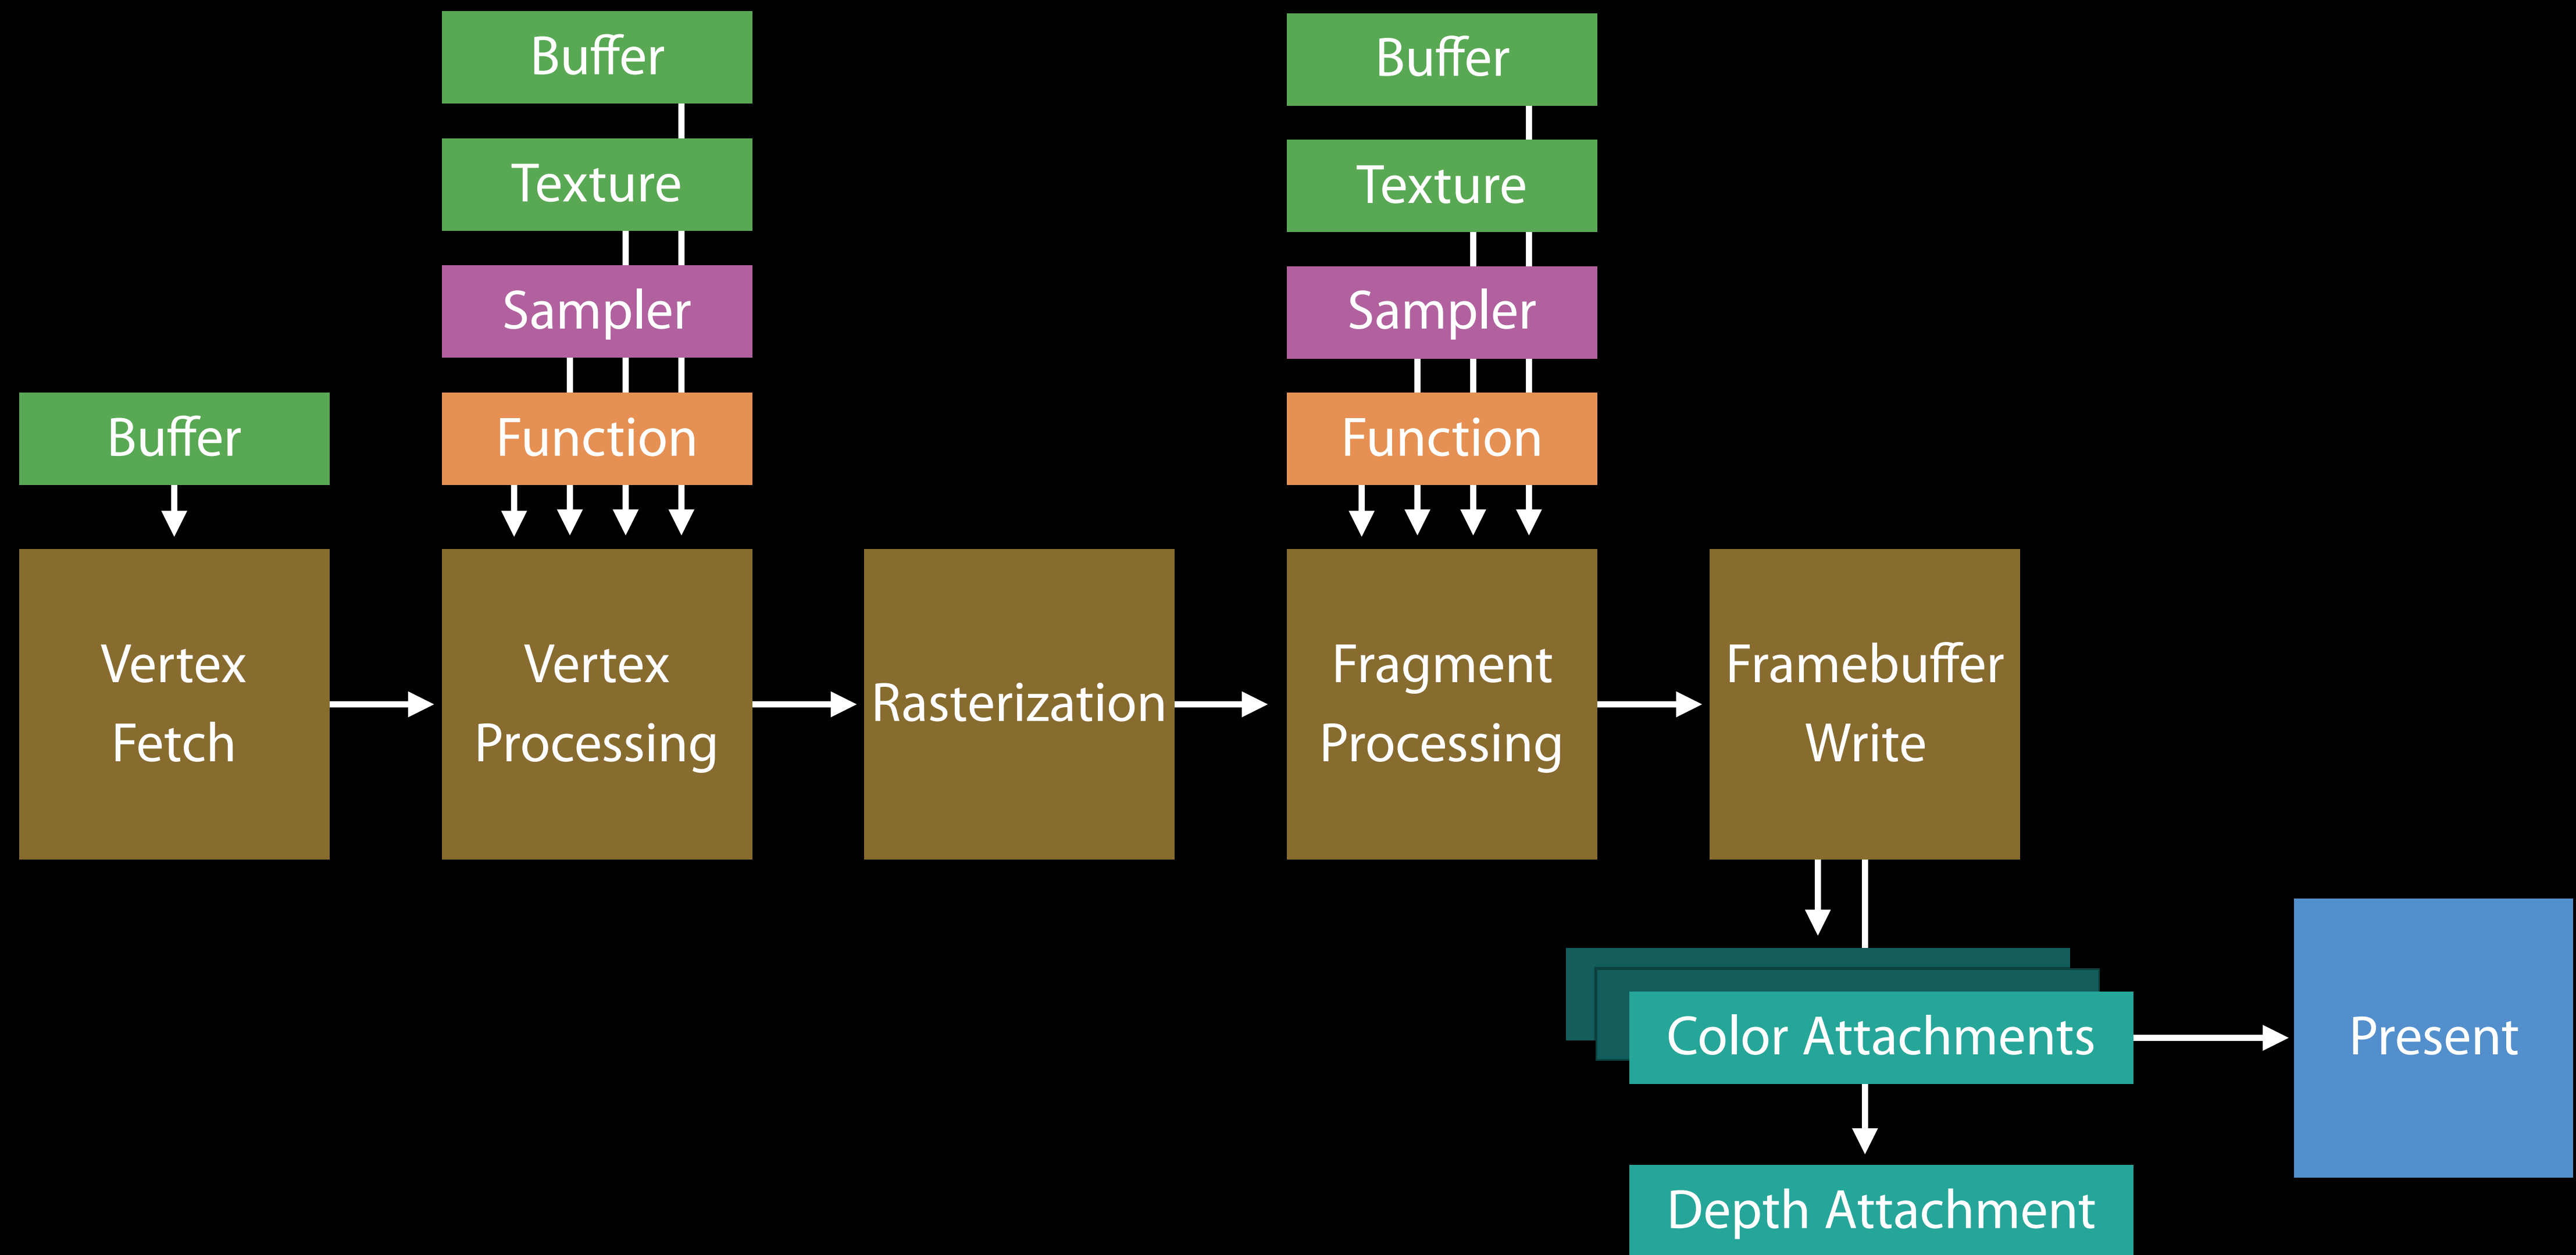 Buffer
Buffer
Texture
Texture
Sampler
Sampler
Buffer
Function
Function
Vertex
Fetch
Vertex
Processing
Rasterization
Fragment
Processing
Framebuffer
Write
Color Attachments
Present
Depth Attachment